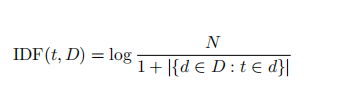 IDF(t, D) = log N / 1 + |{d ∈ D : t ∈ d}|